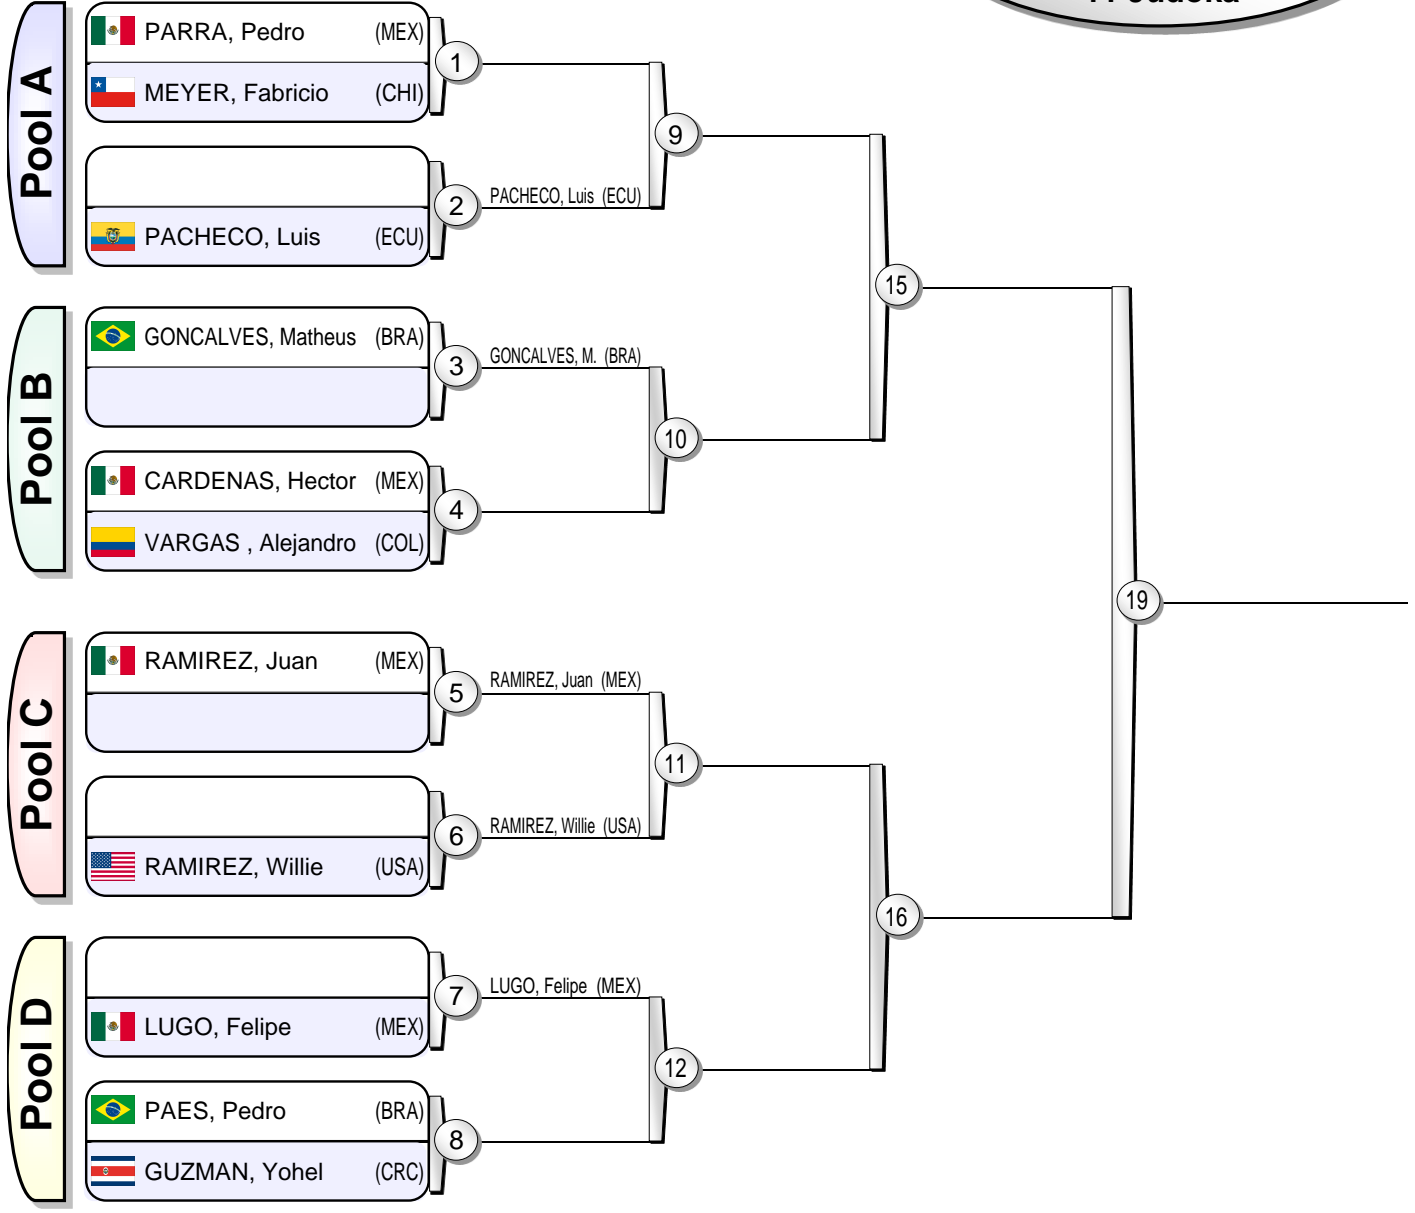 Pool A
PARRA, Pedro (MEX)
MEYER, Fabricio (CHI)
1
PACHECO, Luis (ECU)
2
PACHECO, Luis (ECU)
9
Pool B
GONCALVES, Matheus (BRA)
3
GONCALVES, M. (BRA)
CARDENAS, Hector (MEX)
VARGAS , Alejandro (COL)
4
10
15
Pool C
RAMIREZ, Juan (MEX)
5
RAMIREZ, Juan (MEX)
RAMIREZ, Willie (USA)
6
RAMIREZ, Willie (USA)
11
Pool D
LUGO, Felipe (MEX)
7
LUGO, Felipe (MEX)
PAES, Pedro (BRA)
GUZMAN, Yohel (CRC)
8
12
16
19